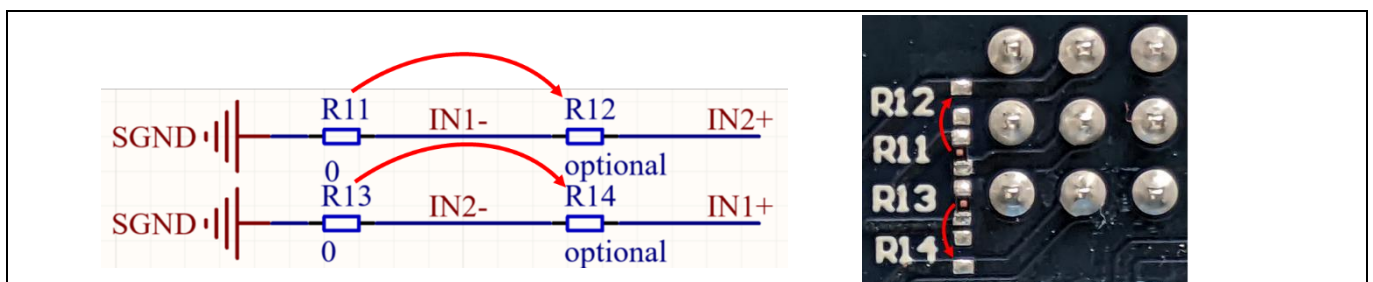 R11 R12
SGND IN1- IN2+
0 optional
R13 R14
SGND IN2- IN1+
0 optional
R12
R11
R13
R14